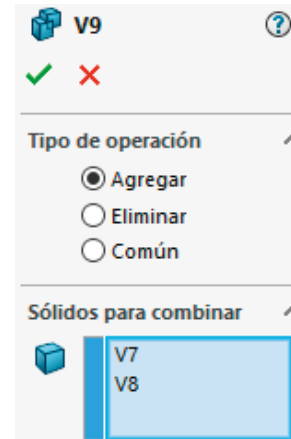 V9
Tipo de operación
Agregar
Eliminar
Común
Sólidos para combinar
V7
V8